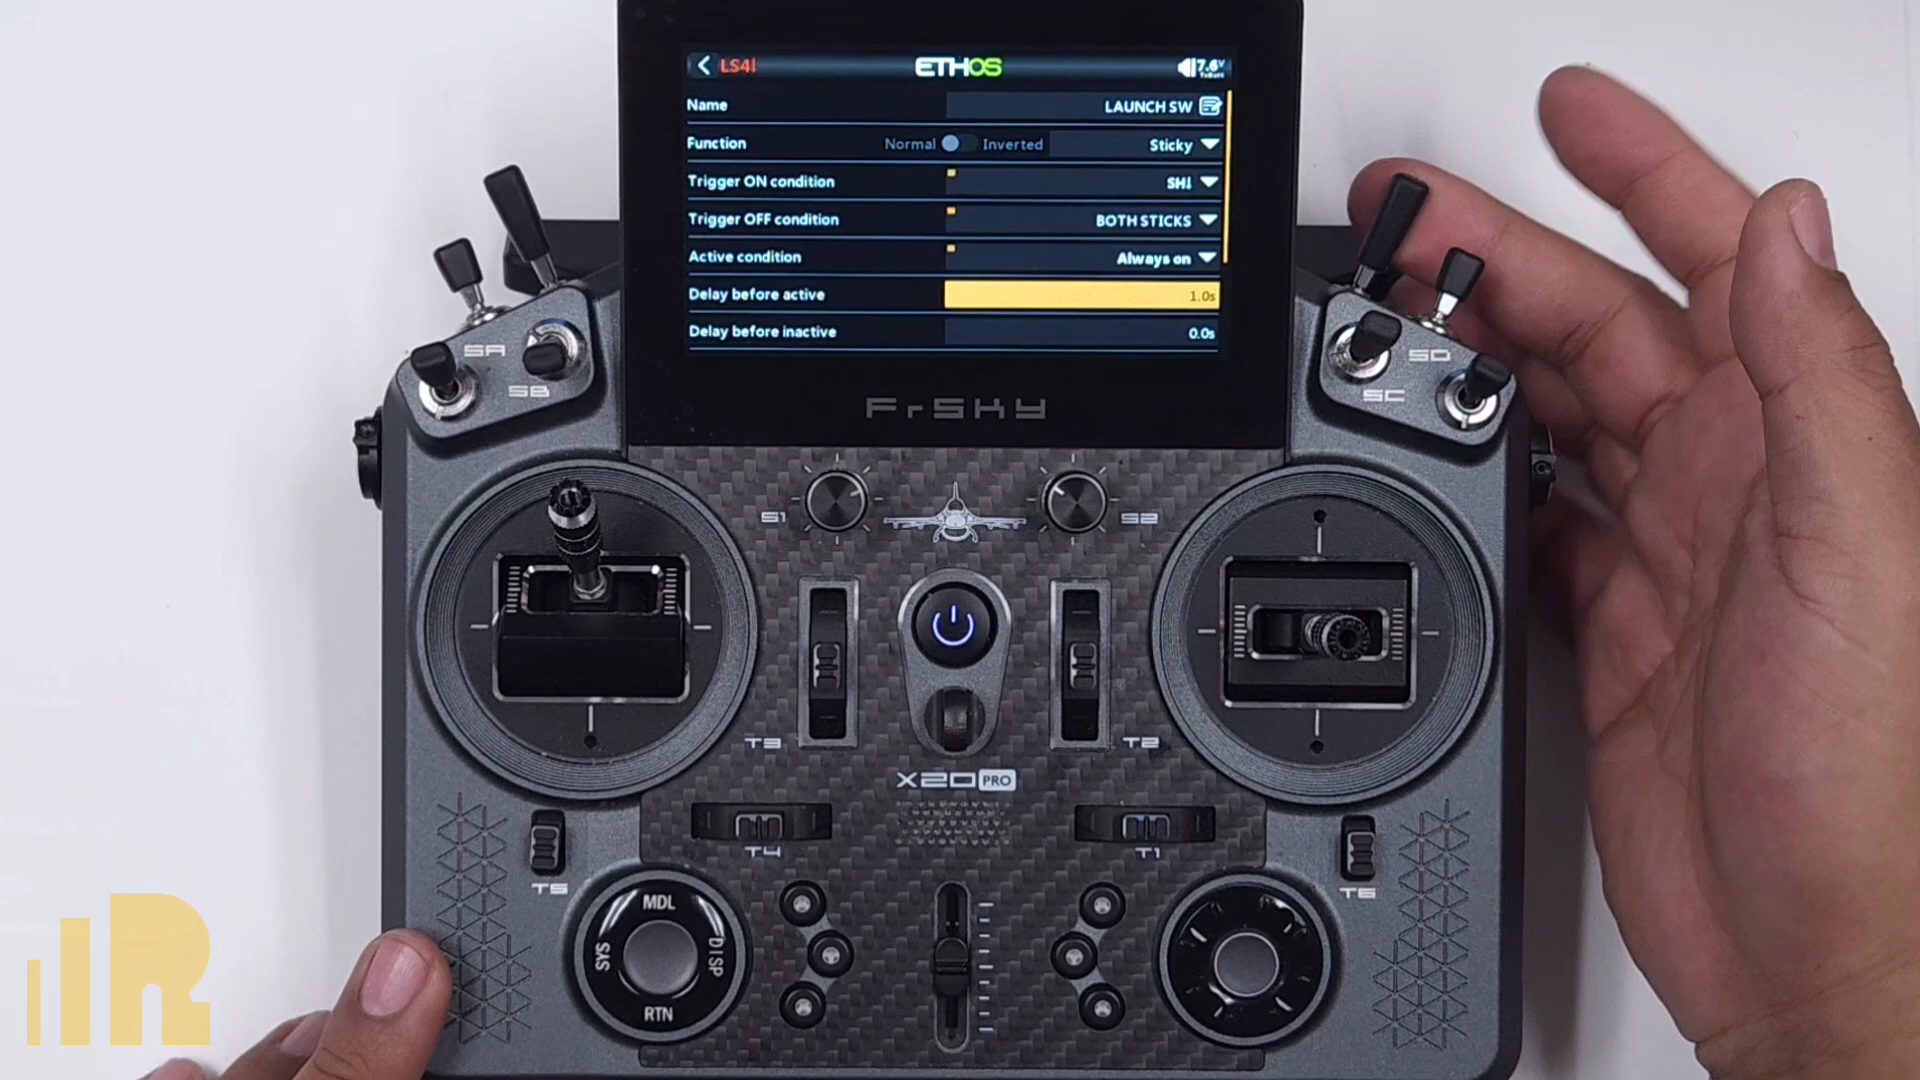 LS4
ETHOS
7.6V
TxBatt
Name LAUNCH SW
Function Normal Inverted Sticky
Trigger ON condition SH↓
Trigger OFF condition BOTH STICKS
Active condition Always on
Delay before active 1.0s
Delay before inactive 0.0s
FrSKY
SA
SB
SD
SC
S1
S2
T3
T2
X20 PRO
T4
T1
T5
T6
MDL
SYS
DISP
RTN
R